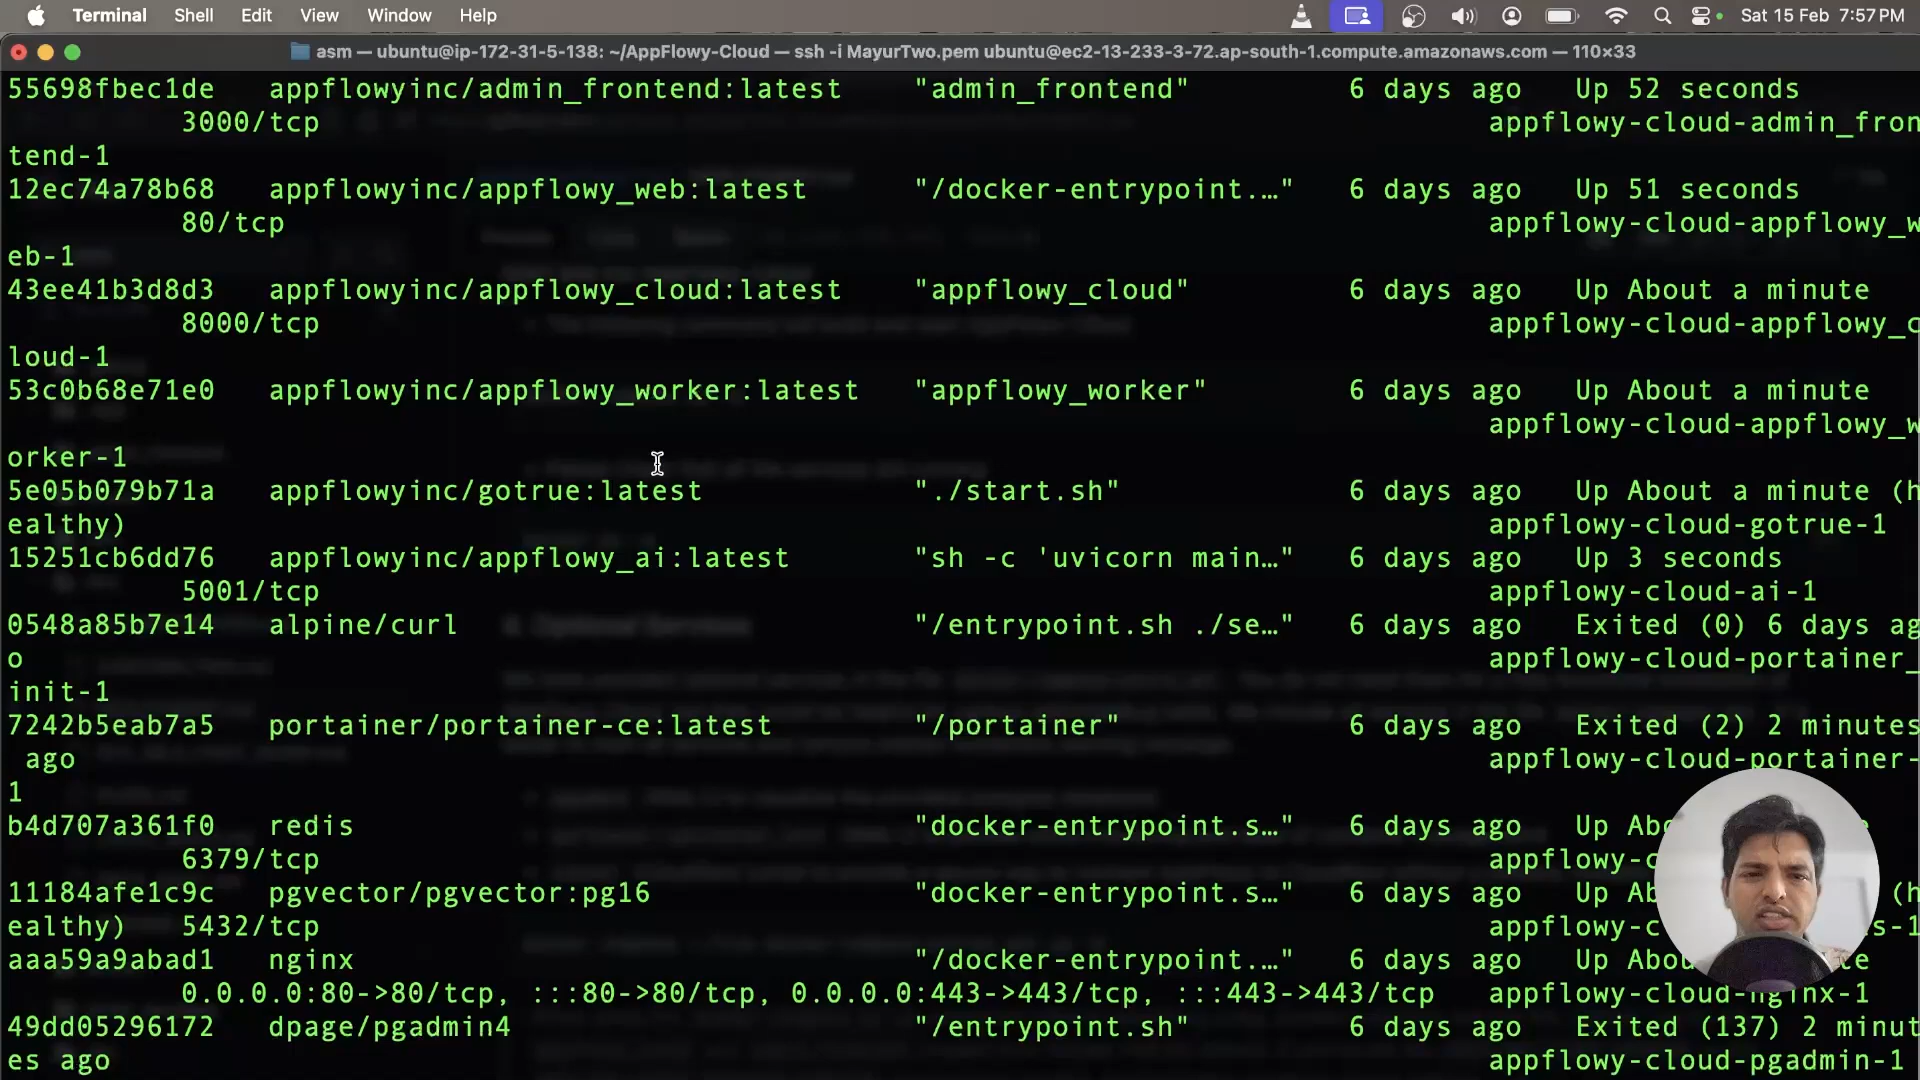 Terminal Shell Edit View Window Help Sat 15 Feb 7:57 PM
asm — ubuntu@ip-172-31-5-138: ~/AppFlowy-Cloud — ssh -i MayurTwo.pem ubuntu@ec2-13-233-3-72.ap-south-1.compute.amazonaws.com — 110×33
55698fbec1de appflowyinc/admin_frontend:latest "admin_frontend" 6 days ago Up 52 seconds
3000/tcp appflowy-cloud-admin_fron
tend-1
12ec74a78b68 appflowyinc/appflowy_web:latest "/docker-entrypoint.…" 6 days ago Up 51 seconds
80/tcp appflowy-cloud-appflowy_w
eb-1
43ee41b3d8d3 appflowyinc/appflowy_cloud:latest "appflowy_cloud" 6 days ago Up About a minute
8000/tcp appflowy-cloud-appflowy_c
loud-1
53c0b68e71e0 appflowyinc/appflowy_worker:latest "appflowy_worker" 6 days ago Up About a minute
appflowy-cloud-appflowy_w
orker-1
5e05b079b71a appflowyinc/gotrue:latest "./start.sh" 6 days ago Up About a minute (h
ealthy) appflowy-cloud-gotrue-1
15251cb6dd76 appflowyinc/appflowy_ai:latest "sh -c 'uvicorn main…" 6 days ago Up 3 seconds
5001/tcp appflowy-cloud-ai-1
0548a85b7e14 alpine/curl "/entrypoint.sh ./se…" 6 days ago Exited (0) 6 days ag
o appflowy-cloud-portainer_
init-1
7242b5eab7a5 portainer/portainer-ce:latest "/portainer" 6 days ago Exited (2) 2 minutes
ago appflowy-cloud-portainer-
1
b4d707a361f0 redis "docker-entrypoint.s…" 6 days ago Up
6379/tcp
11184afe1c9c pgvector/pgvector:pg16 "docker-entrypoint.s…" 6 days ago Up (h
ealthy) 5432/tcp s-1
aaa59a9abad1 nginx "/docker-entrypoint.…" 6 days ago Up
0.0.0.0:80->80/tcp, :::80->80/tcp, 0.0.0.0:443->443/tcp, :::443->443/tcp appflowy-cloud-nginx-1
49dd05296172 dpage/pgadmin4 "/entrypoint.sh" 6 days ago Exited (137) 2 minut
es ago appflowy-cloud-pgadmin-1